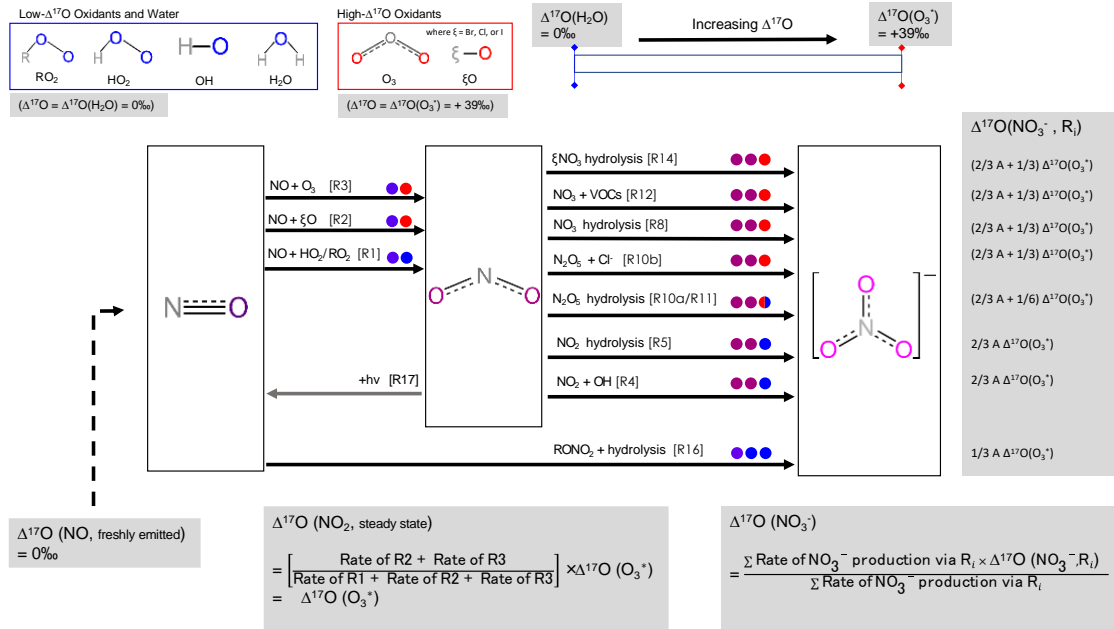 Low-Δ¹⁷O Oxidants and Water
R O O
RO₂
H O O
HO₂
H O
OH
O H H
H₂O
(Δ¹⁷O = Δ¹⁷O(H₂O) = 0‰)
High-Δ¹⁷O Oxidants
where ξ = Br, Cl, or I
O O O
O₃
ξ O
ξO
(Δ¹⁷O = Δ¹⁷O(O₃*) = + 39‰)
Δ¹⁷O(H₂O)
= 0‰
Increasing Δ¹⁷O
Δ¹⁷O(O₃*)
= +39‰
N O
NO + O₃ [R3]
NO + ξO [R2]
NO + HO₂/RO₂ [R1]
+hv [R17]
O N O
ξNO₃ hydrolysis [R14]
NO₃ + VOCs [R12]
NO₃ hydrolysis [R8]
N₂O₅ + Cl⁻ [R10b]
N₂O₅ hydrolysis [R10a/R11]
NO₂ hydrolysis [R5]
NO₂ + OH [R4]
RONO₂ + hydrolysis [R16]
[ O N O O ]⁻
Δ¹⁷O(NO₃⁻ , Rᵢ)
(2/3 A + 1/3) Δ¹⁷O(O₃*)
(2/3 A + 1/3) Δ¹⁷O(O₃*)
(2/3 A + 1/3) Δ¹⁷O(O₃*)
(2/3 A + 1/3) Δ¹⁷O(O₃*)
(2/3 A + 1/6) Δ¹⁷O(O₃*)
2/3 A Δ¹⁷O(O₃*)
2/3 A Δ¹⁷O(O₃*)
1/3 A Δ¹⁷O(O₃*)
Δ¹⁷O (NO, freshly emitted)
= 0‰
Δ¹⁷O (NO₂, steady state)
= [ Rate of R2 + Rate of R3
Rate of R1 + Rate of R2 + Rate of R3 ] ×Δ¹⁷O (O₃*)
= Δ¹⁷O (O₃*)
Δ¹⁷O (NO₃⁻)
= ∑ Rate of NO₃⁻ production via Rᵢ × Δ¹⁷O (NO₃⁻,Rᵢ)
∑ Rate of NO₃⁻ production via Rᵢ